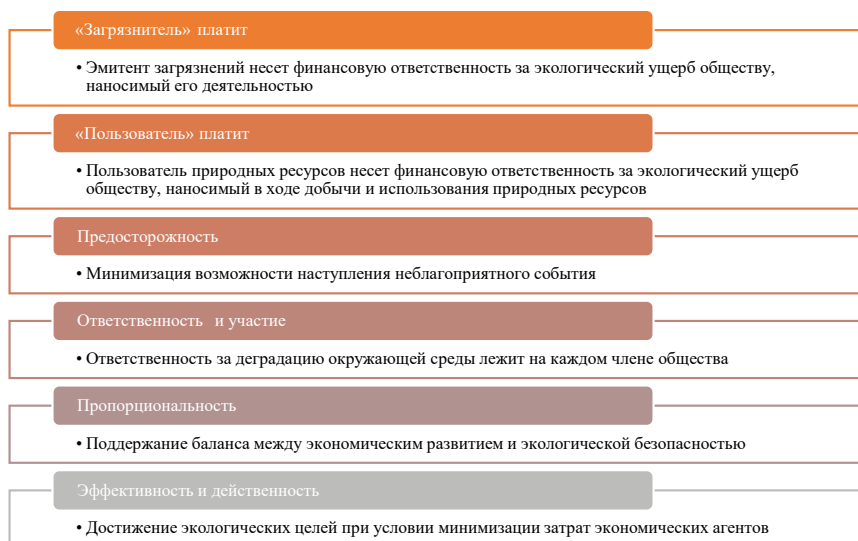 «Загрязнитель» платит
• Эмитент загрязнений несет финансовую ответственность за экологический ущерб обществу,
наносимый его деятельностью
«Пользователь» платит
• Пользователь природных ресурсов несет финансовую ответственность за экологический ущерб
обществу, наносимый в ходе добычи и использования природных ресурсов
Предосторожность
• Минимизация возможности наступления неблагоприятного события
Ответственность и участие
• Ответственность за деградацию окружающей среды лежит на каждом члене общества
Пропорциональность
• Поддержание баланса между экономическим развитием и экологической безопасностью
Эффективность и действенность
• Достижение экологических целей при условии минимизации затрат экономических агентов